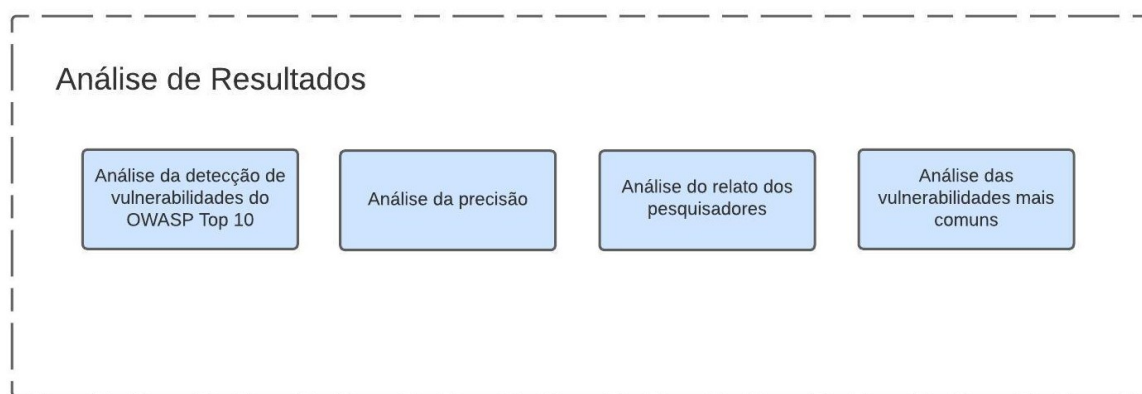 Análise de Resultados
Análise da detecção de
vulnerabilidades do
OWASP Top 10
Análise da precisão
Análise do relato dos
pesquisadores
Análise das
vulnerabilidades mais
comuns